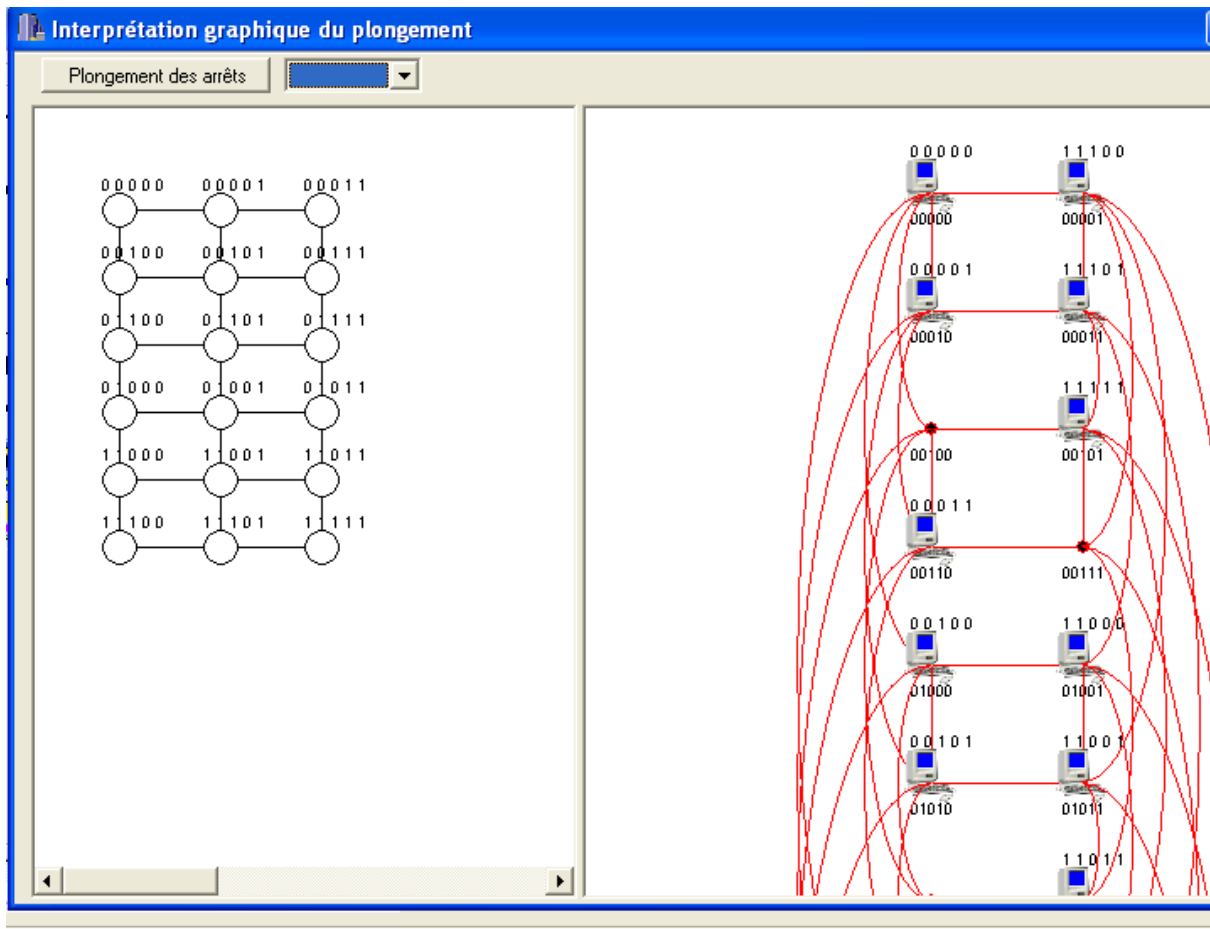 Interprétation graphique du plongement
Plongement des arrêts
00000 00001 00011
00100 00101 00111
01100 01101 01111
01000 01001 01011
11000 11001 11011
11100 11101 11111
00000 11100
00000 00001
00001 11101
00010 00011
11111
00100 00101
00011
00110 00111
00100 11000
01000 01001
00101 11001
01010 01011
11011